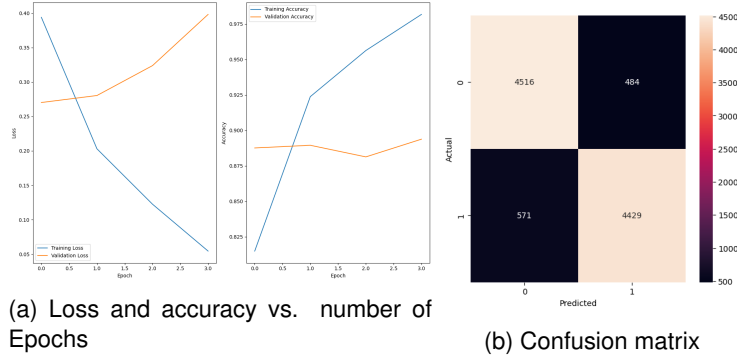 0.40
0.35
0.30
0.25
0.20
0.15
0.10
0.05
Loss
Training Loss
Validation Loss
0.0 0.5 1.0 1.5 2.0 2.5 3.0
Epoch
Training Accuracy
Validation Accuracy
0.975
0.950
0.925
0.900
0.875
0.850
0.825
Accuracy
0.0 0.5 1.0 1.5 2.0 2.5 3.0
Epoch
(a) Loss and accuracy vs. number of
Epochs
Actual
0
1
4516 484
571 4429
0 1
Predicted
4500
4000
3500
3000
2500
2000
1500
1000
500
(b) Confusion matrix